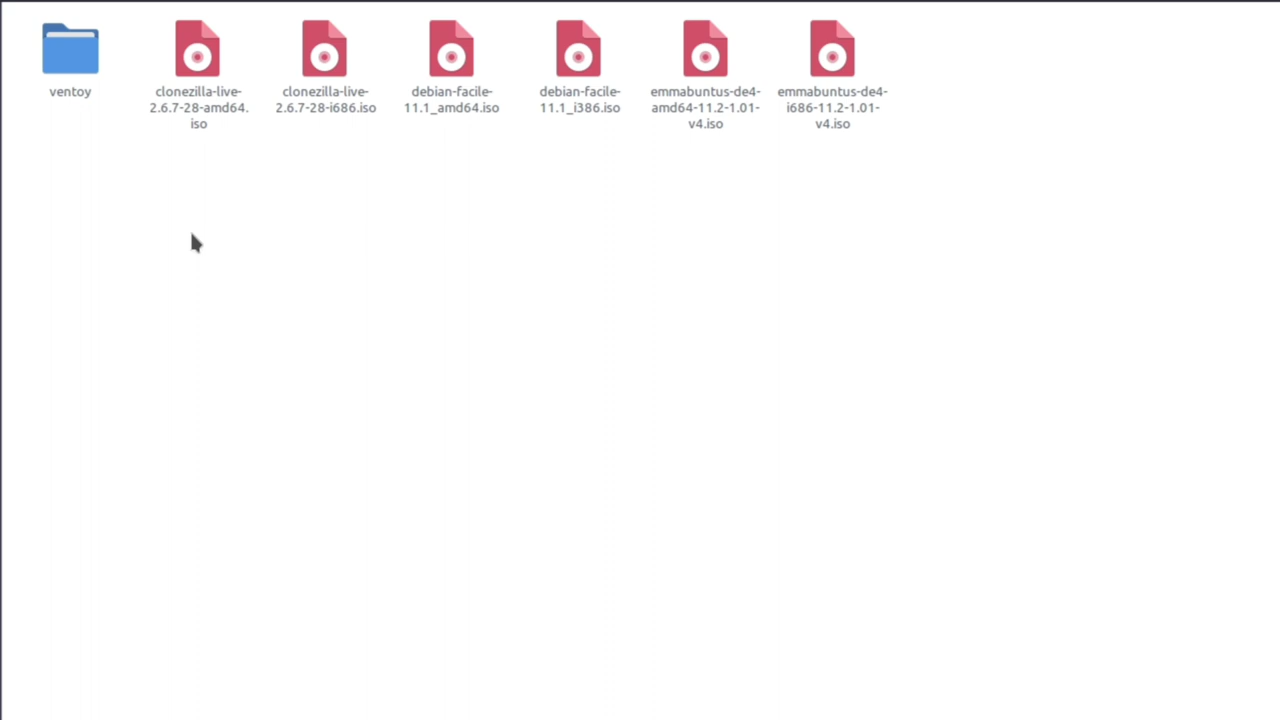 ventoy
clonezilla-live-
2.6.7-28-amd64.
iso
clonezilla-live-
2.6.7-28-i686.iso
debian-facile-
11.1_amd64.iso
debian-facile-
11.1_i386.iso
emmabuntus-de4-
amd64-11.2-1.01-
v4.iso
emmabuntus-de4-
i686-11.2-1.01-
v4.iso